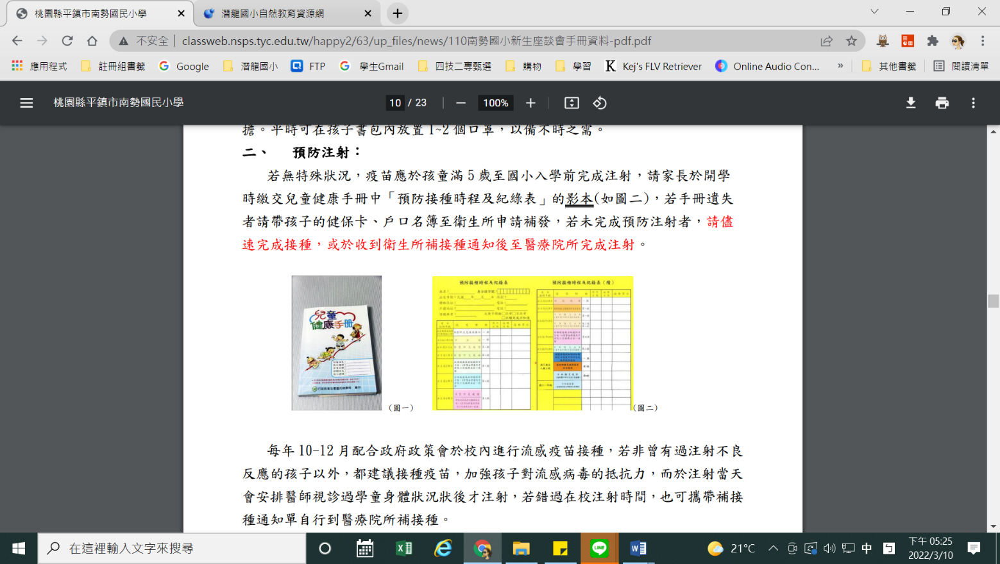 桃園縣平鎮市南勢國民小學
潛龍國小自然教育資源網
不安全 | classweb.nsps.tyc.edu.tw/happy2/63/up_files/news/110南勢國小新生座談會手冊資料-pdf.pdf
應用程式 註冊組書籤 Google 潛龍國小 FTP 學生Gmail 四技二專甄選 購物 學習 Kej's FLV Retriever Online Audio Con... » 其他書籤 閱讀清單
桃園縣平鎮市南勢國民小學 10 / 23 100%
擔。平時可在孩子書包內放置 1~2 個口罩，以備不時之需。
二、 預防注射：
若無特殊狀況，疫苗應於孩童滿 5 歲至國小入學前完成注射，請家長於開學
時繳交兒童健康手冊中「預防接種時程及紀綠表」的影本(如圖二)，若手冊遺失
者請帶孩子的健保卡、戶口名簿至衛生所申請補發，若未完成預防注射者，請儘
速完成接種，或於收到衛生所補接種通知後至醫療院所完成注射。
兒童
健康手冊
(圖一)
預防接種時程及紀錄表
預防接種時程及紀錄表（續）
(圖二)
每年 10-12 月配合政府政策會於校內進行流感疫苗接種，若非曾有過注射不良
反應的孩子以外，都建議接種疫苗，加強孩子對流感病毒的抵抗力，而於注射當天
會安排醫師視診過學童身體狀況狀後才注射，若錯過在校注射時間，也可攜帶補接
種通知單自行到醫療院所補接種。
在這裡輸入文字來搜尋
LINE
21°C
中
下午 05:25
2022/3/10